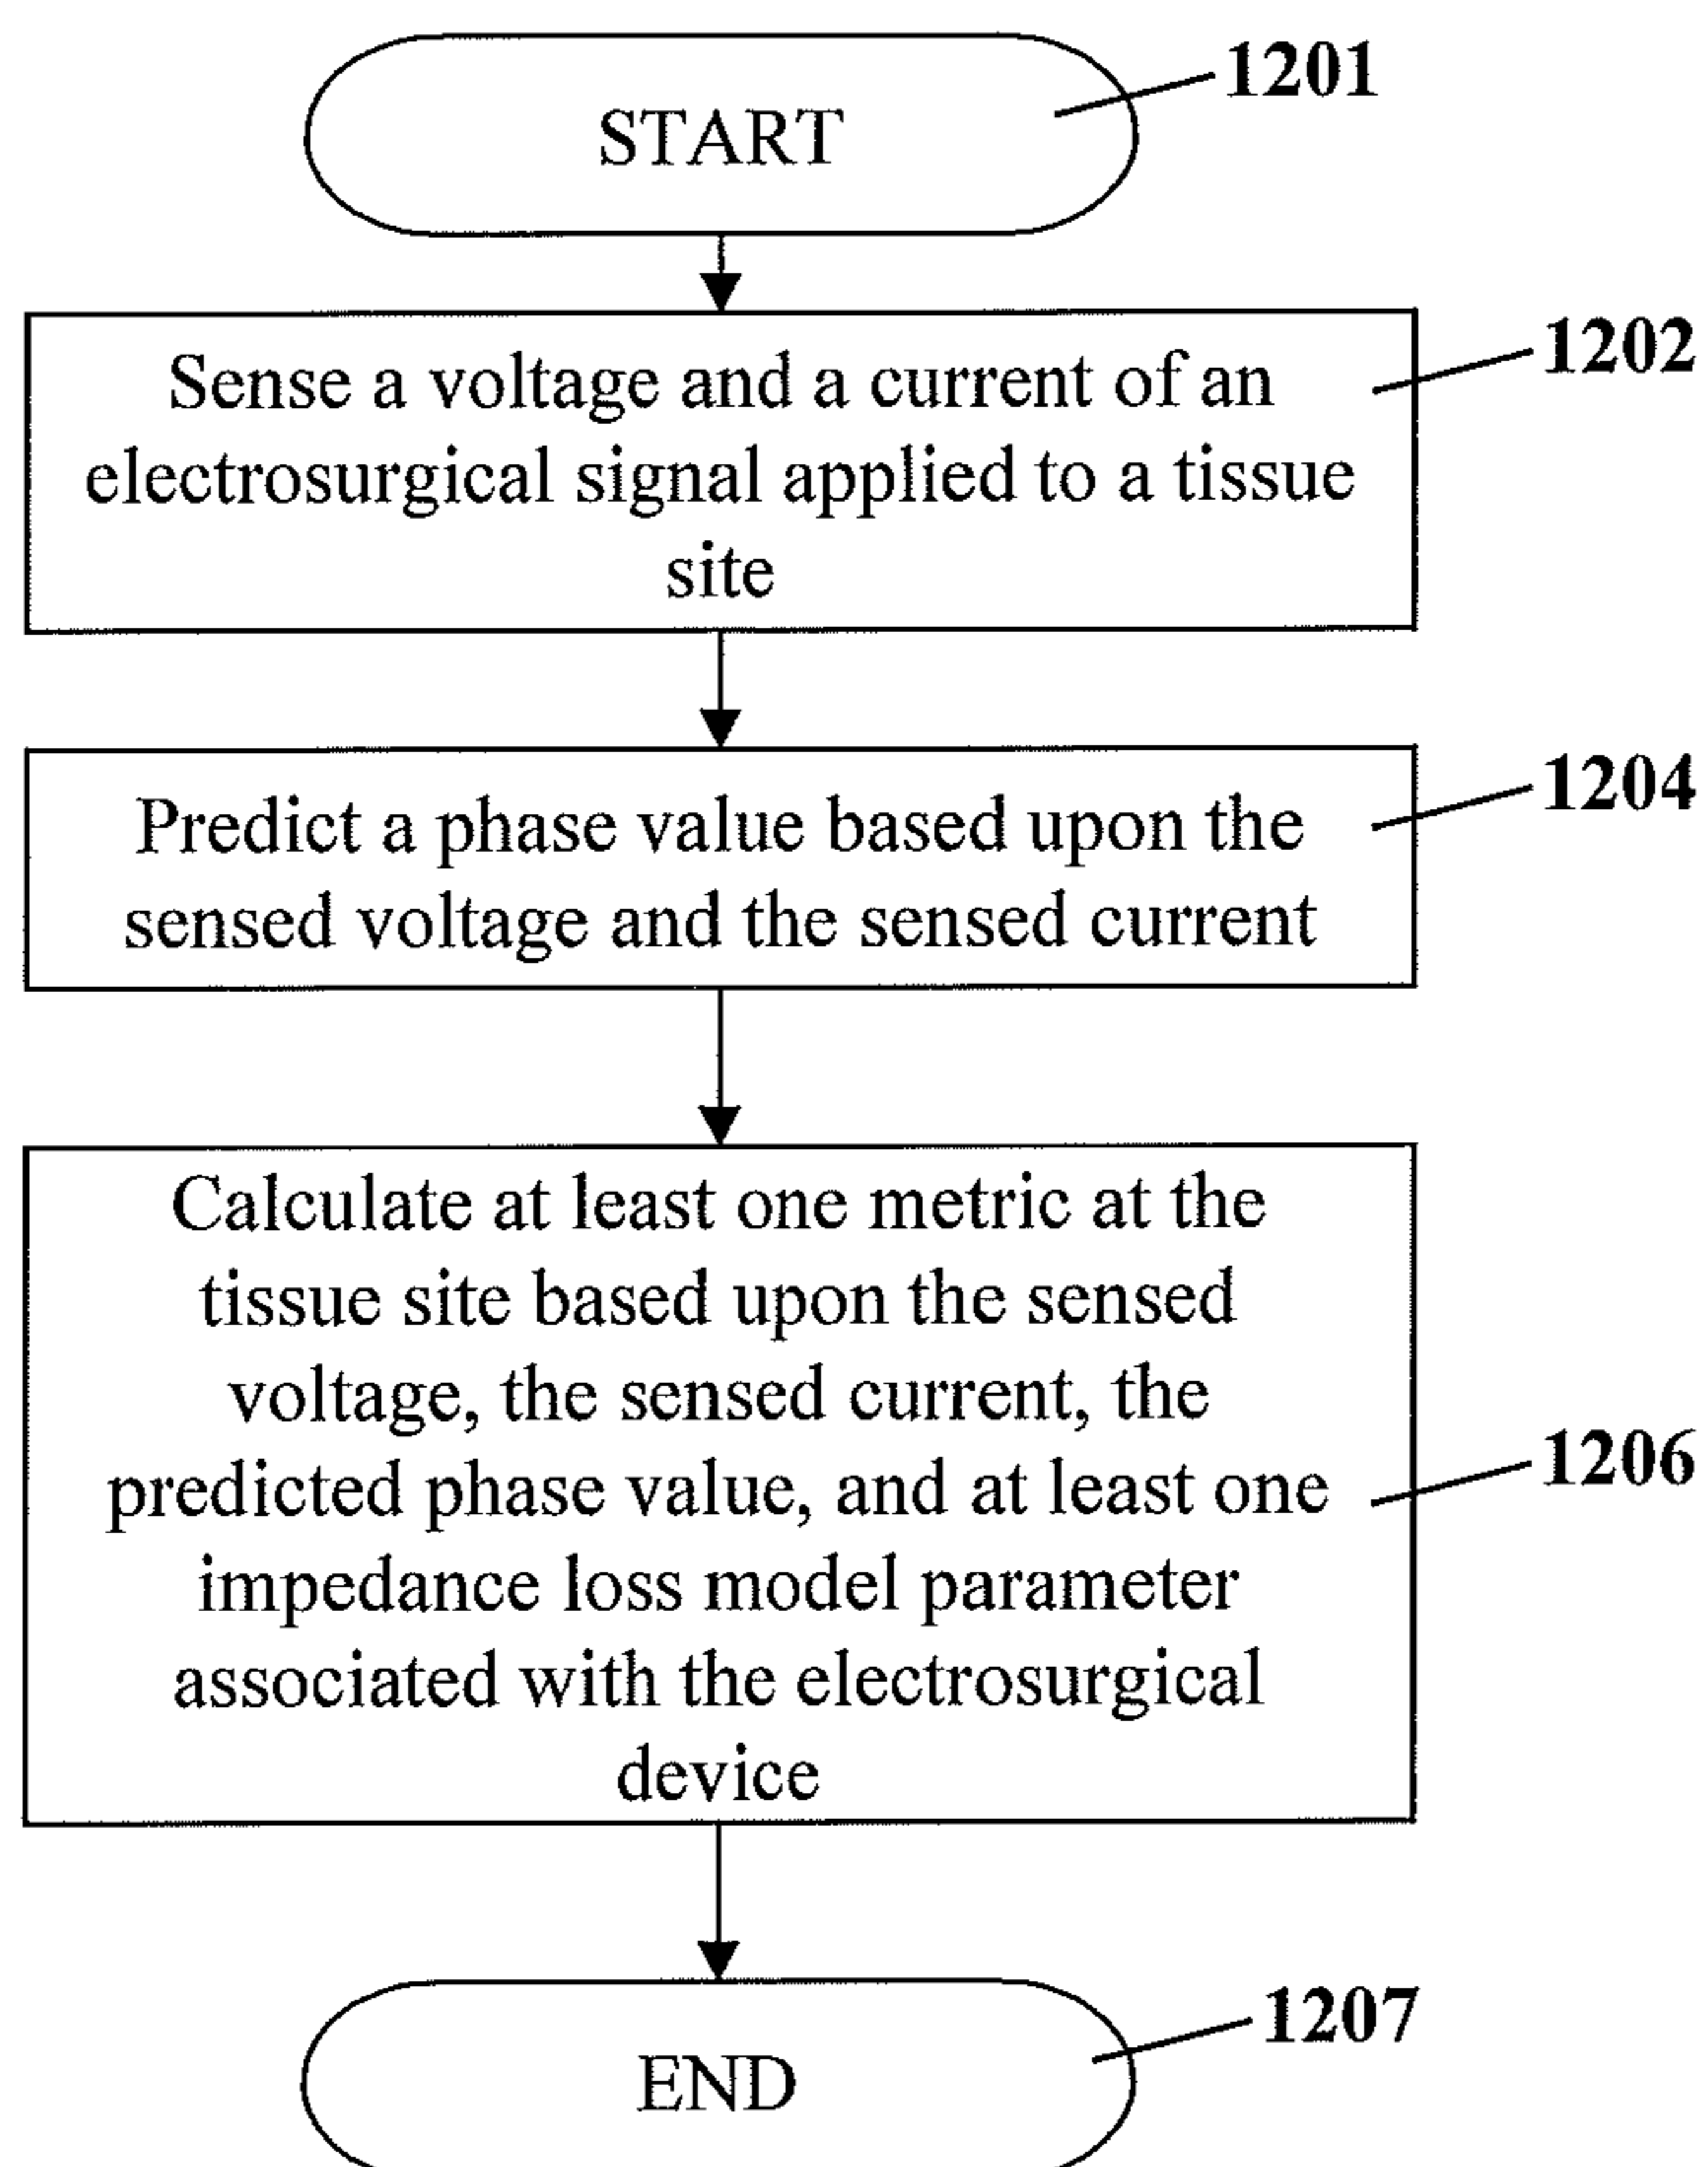 START
1201
Sense a voltage and a current of an
electrosurgical signal applied to a tissue
site
1202
Predict a phase value based upon the
sensed voltage and the sensed current
1204
Calculate at least one metric at the
tissue site based upon the sensed
voltage, the sensed current, the
predicted phase value, and at least one
impedance loss model parameter
associated with the electrosurgical
device
1206
END
1207